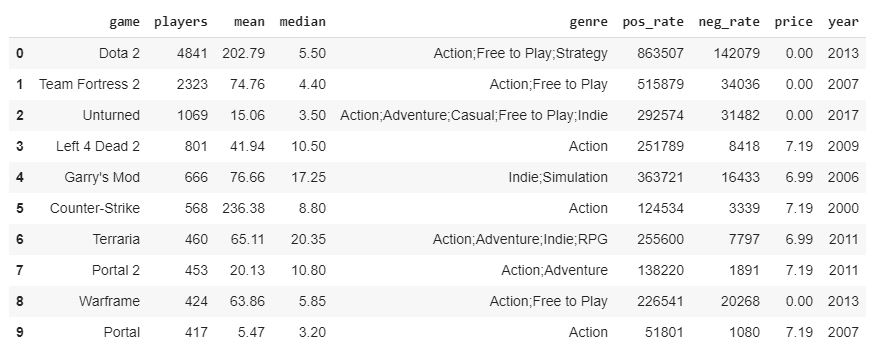 game players mean median genre pos_rate neg_rate price year
0 Dota 2 4841 202.79 5.50 Action;Free to Play;Strategy 863507 142079 0.00 2013
1 Team Fortress 2 2323 74.76 4.40 Action;Free to Play 515879 34036 0.00 2007
2 Unturned 1069 15.06 3.50 Action;Adventure;Casual;Free to Play;Indie 292574 31482 0.00 2017
3 Left 4 Dead 2 801 41.94 10.50 Action 251789 8418 7.19 2009
4 Garry's Mod 666 76.66 17.25 Indie;Simulation 363721 16433 6.99 2006
5 Counter-Strike 568 236.38 8.80 Action 124534 3339 7.19 2000
6 Terraria 460 65.11 20.35 Action;Adventure;Indie;RPG 255600 7797 6.99 2011
7 Portal 2 453 20.13 10.80 Action;Adventure 138220 1891 7.19 2011
8 Warframe 424 63.86 5.85 Action;Free to Play 226541 20268 0.00 2013
9 Portal 417 5.47 3.20 Action 51801 1080 7.19 2007